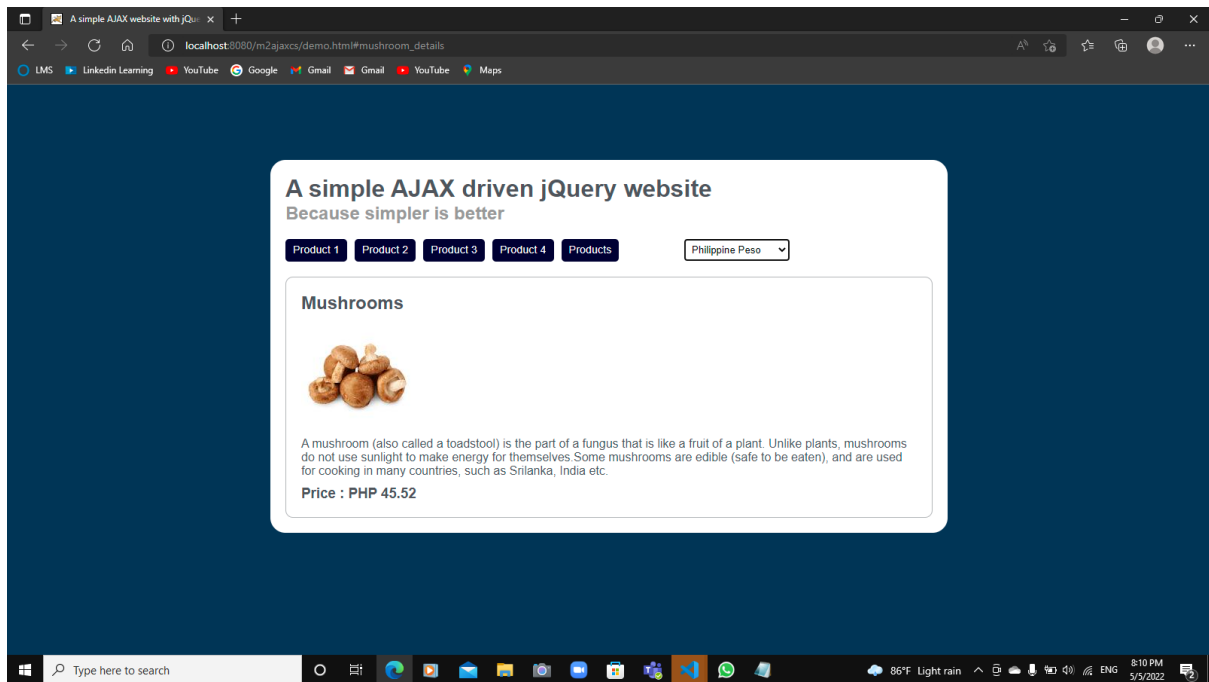 A simple AJAX website with jQue
localhost:8080/m2ajaxcs/demo.html#mushroom_details
LMS Linkedin Learning YouTube Google Gmail Gmail YouTube Maps
A simple AJAX driven jQuery website
Because simpler is better
Product 1 Product 2 Product 3 Product 4 Products Philippine Peso
Mushrooms
A mushroom (also called a toadstool) is the part of a fungus that is like a fruit of a plant. Unlike plants, mushrooms
do not use sunlight to make energy for themselves.Some mushrooms are edible (safe to be eaten), and are used
for cooking in many countries, such as Srilanka, India etc.
Price : PHP 45.52
Type here to search
86°F Light rain ENG 8:10 PM
5/5/2022 2